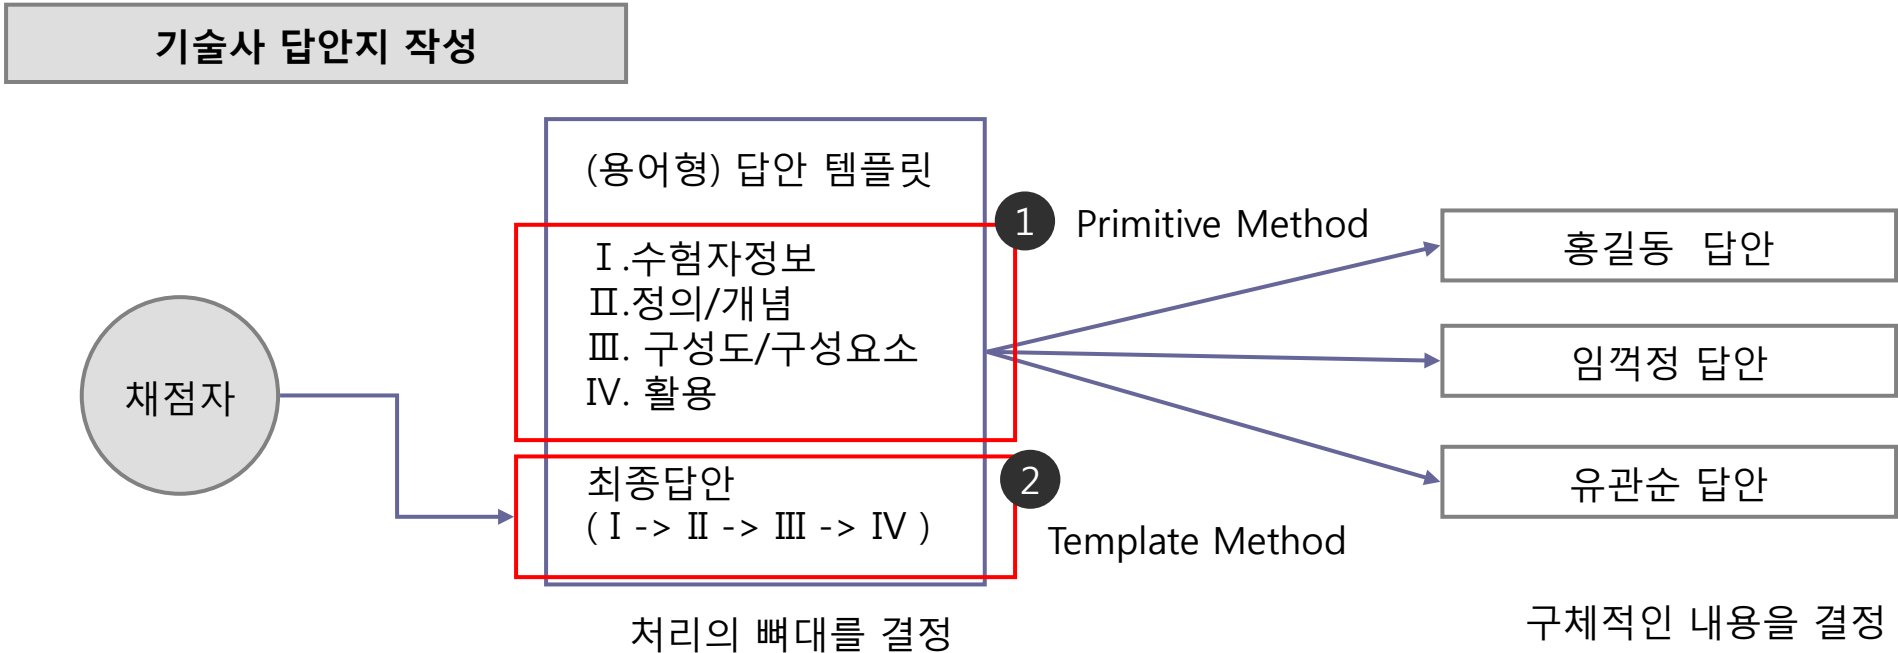 기술사 답안지 작성
(용어형) 답안 템플릿
Ⅰ.수험자정보
Ⅱ.정의/개념
Ⅲ. 구성도/구성요소
Ⅳ. 활용
1
Primitive Method
홍길동 답안
임꺽정 답안
유관순 답안
채점자
최종답안
( Ⅰ -> Ⅱ -> Ⅲ -> Ⅳ )
2
Template Method
처리의 뼈대를 결정
구체적인 내용을 결정